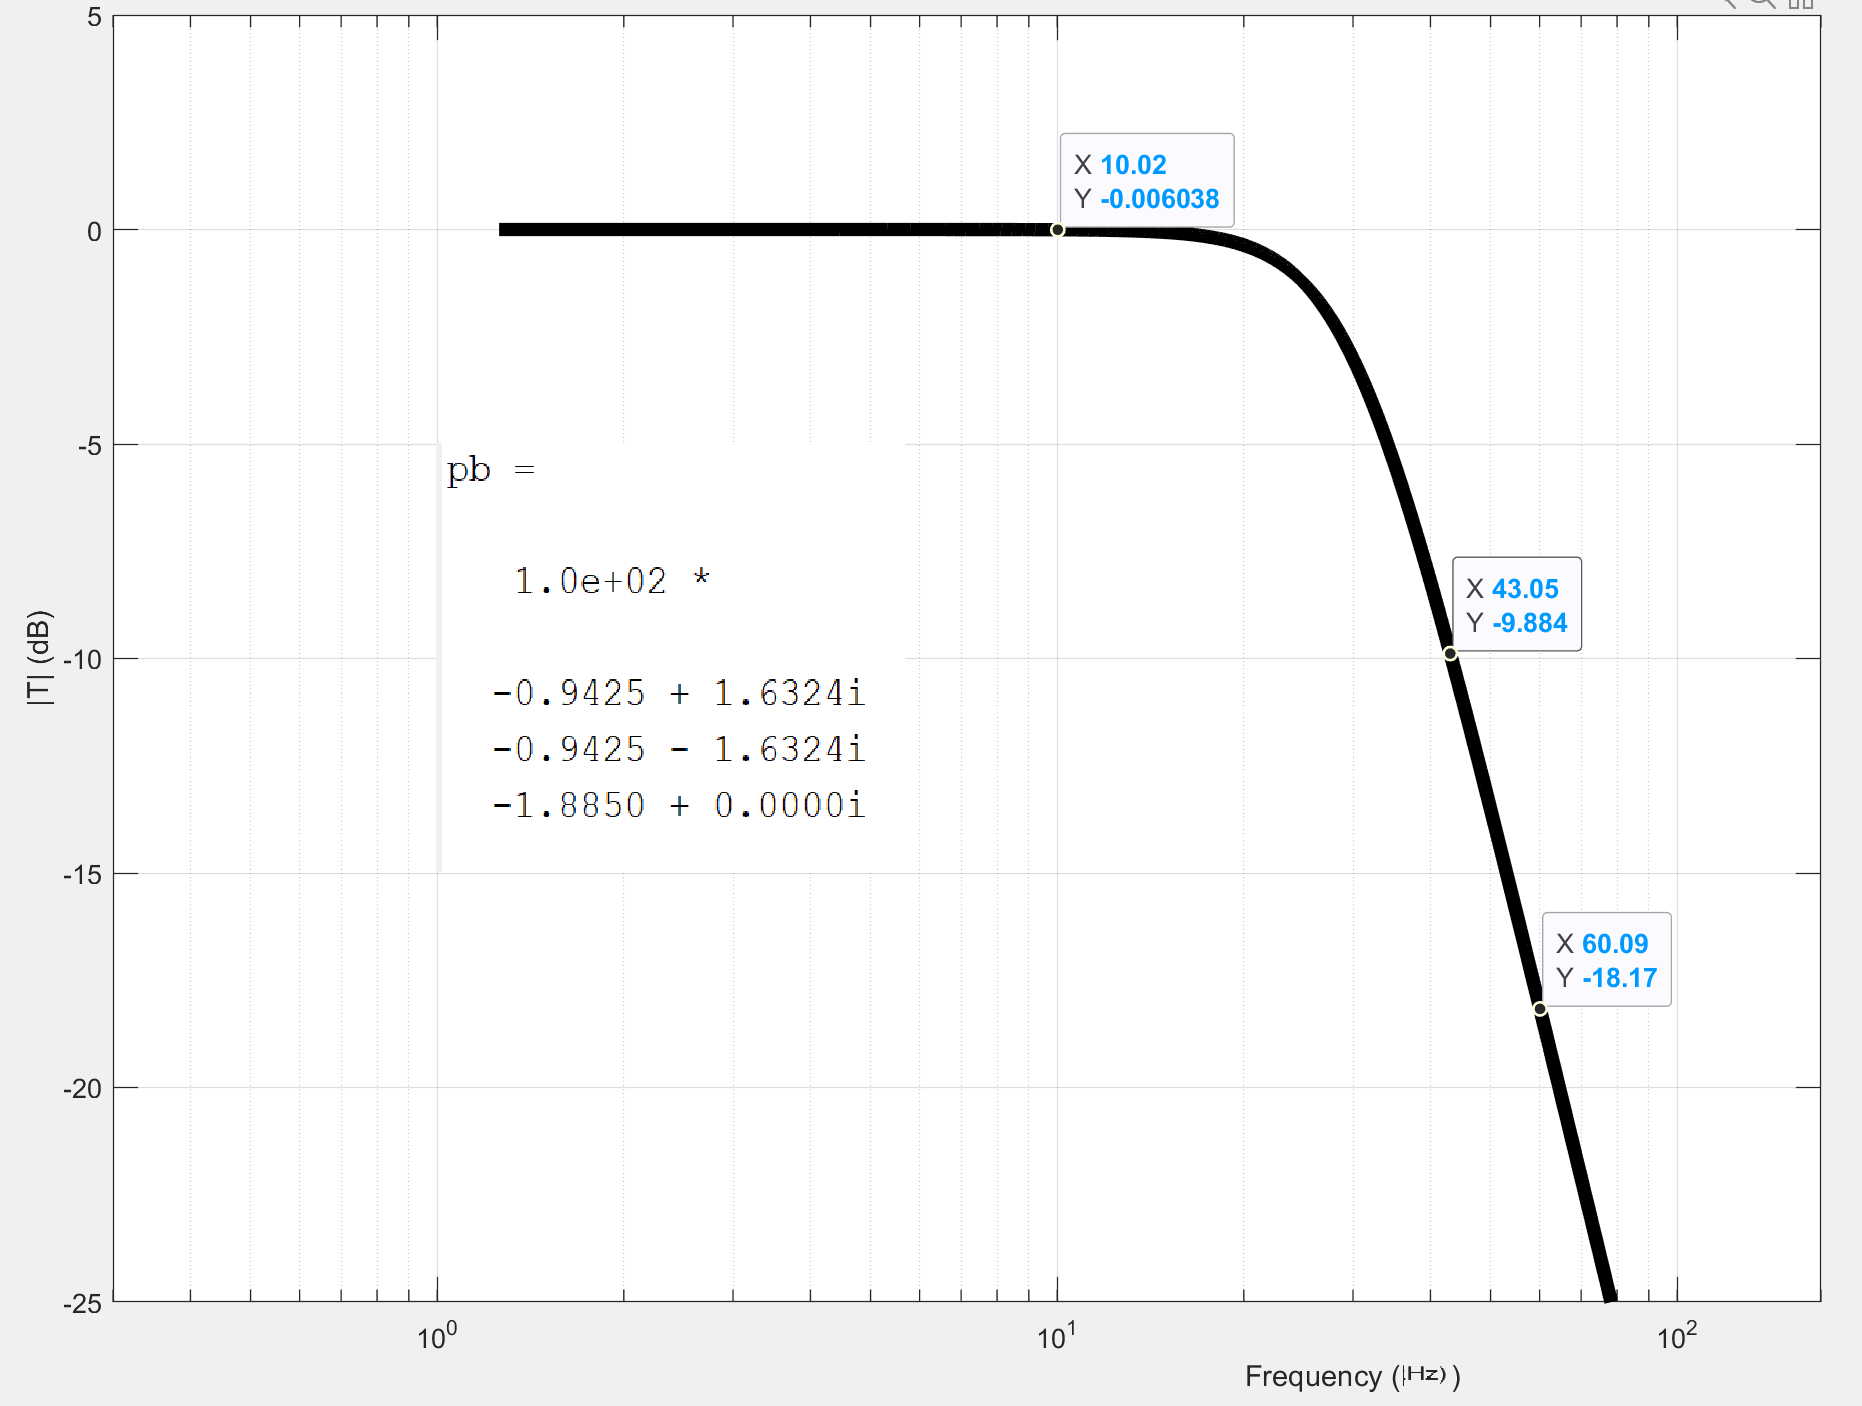 5
0
-5
-10
-15
-20
-25
|T| (dB)
X 10.02
Y -0.006038
X 43.05
Y -9.884
X 60.09
Y -18.17
pb =
1.0e+02 *
-0.9425 + 1.6324i
-0.9425 - 1.6324i
-1.8850 + 0.0000i
10^0
10^1
10^2
Frequency (Hz) )